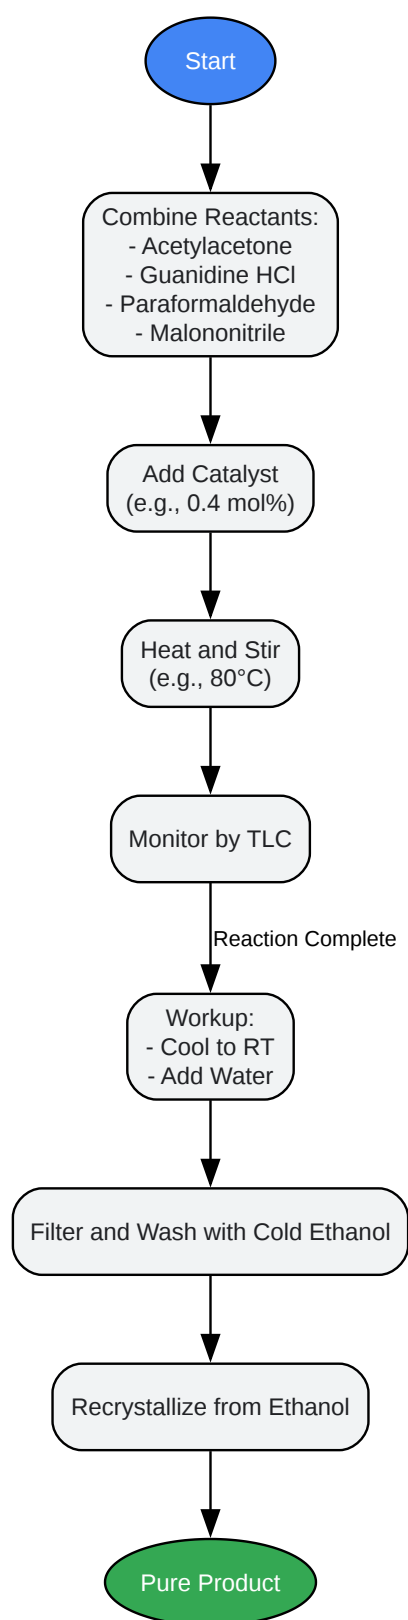 Start
Combine Reactants:
- Acetylacetone
- Guanidine HCl
- Paraformaldehyde
- Malononitrile
Add Catalyst
(e.g., 0.4 mol%)
Heat and Stir
(e.g., 80°C)
Monitor by TLC
Reaction Complete
Workup:
- Cool to RT
- Add Water
Filter and Wash with Cold Ethanol
Recrystallize from Ethanol
Pure Product